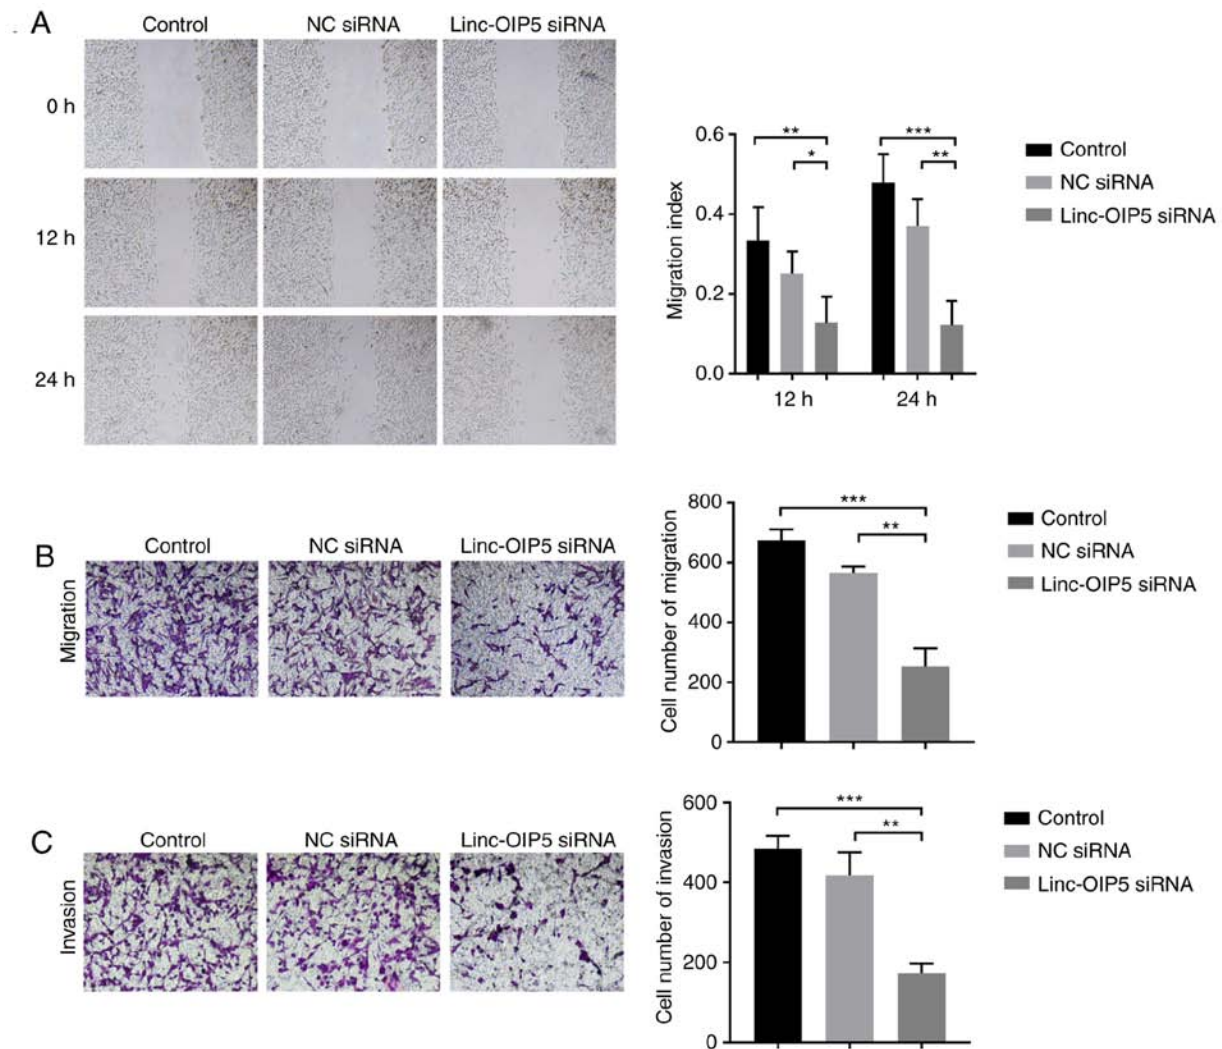 A
Control NC siRNA Linc-OIP5 siRNA
0 h
12 h
24 h
Migration index
0.6
0.4
0.2
0.0
** * *** **
12 h 24 h
Control
NC siRNA
Linc-OIP5 siRNA
B
Control NC siRNA Linc-OIP5 siRNA
Migration
Cell number of migration
800
600
400
200
0
***
**
Control
NC siRNA
Linc-OIP5 siRNA
C
Control NC siRNA Linc-OIP5 siRNA
Invasion
Cell number of invasion
600
400
200
0
***
**
Control
NC siRNA
Linc-OIP5 siRNA